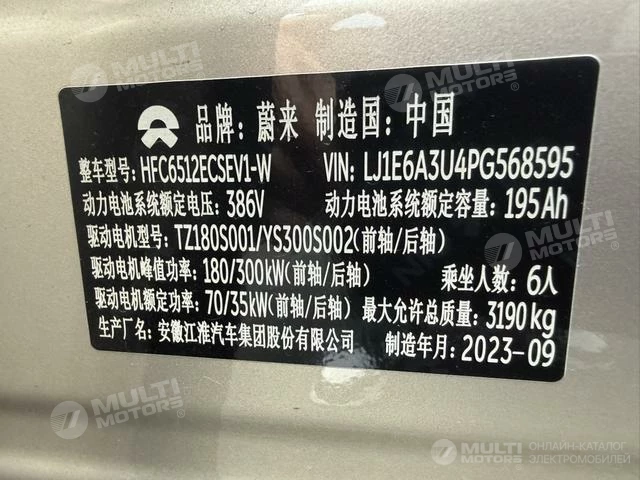 MULTI MOTORS®
MULTI MOTORS®
品牌: 蔚来 制造国: 中国
整车型号: HFC6512ECSEV1-W VIN: LJ1E6A3U4PG568595
动力电池系统额定电压: 386V 动力电池系统额定容量: 195Ah
驱动电机型号: TZ180S001/YS300S002(前轴/后轴)
驱动电机峰值功率: 180/300kW(前轴/后轴) 乘坐人数: 6人
驱动电机额定功率: 70/35kW(前轴/后轴) 最大允许总质量: 3190kg
生产厂名: 安徽江淮汽车集团股份有限公司 制造年月: 2023-09
MULTI MOTORS®
MULTI MOTORS® ОНЛАЙН-КАТАЛОГ ЭЛЕКТРОМОБИЛЕЙ